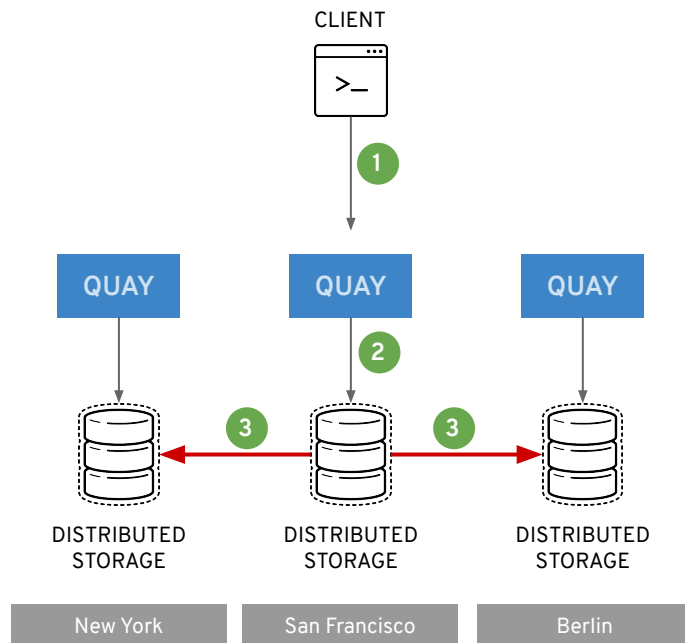 CLIENT
>_
1
QUAY
QUAY
QUAY
2
3
3
DISTRIBUTED
STORAGE
DISTRIBUTED
STORAGE
DISTRIBUTED
STORAGE
New York
San Francisco
Berlin